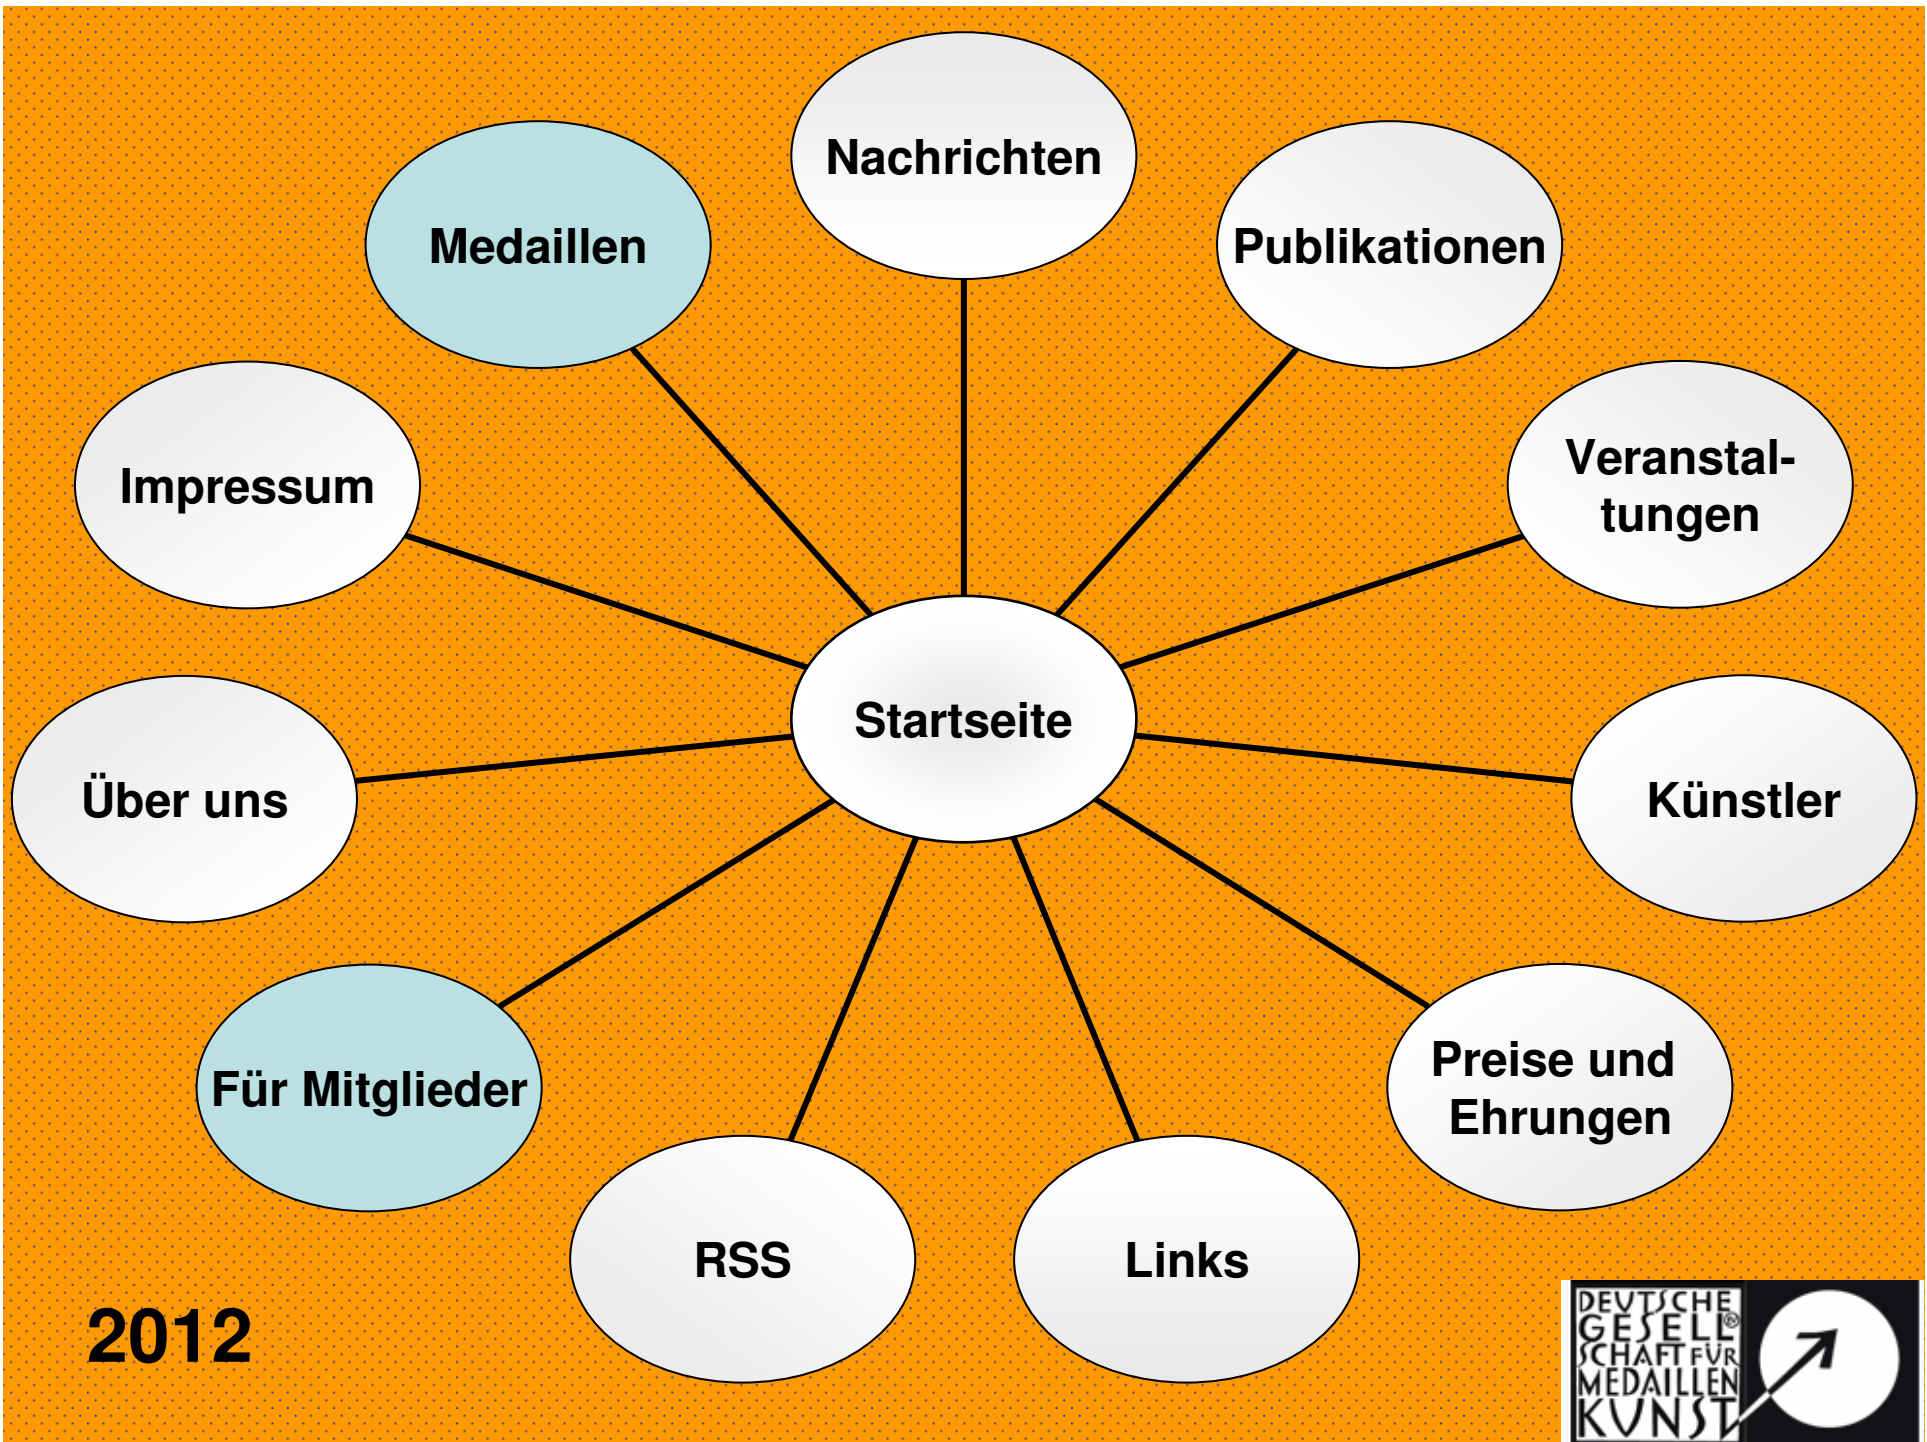 Nachrichten
Medaillen
Publikationen
Veranstal-
tungen
Impressum
Startseite
Über uns
Künstler
Für Mitglieder
Preise und
Ehrungen
RSS
Links
2012
DEUTSCHE
GESELL®
SCHAFT FÜR
MEDAILLEN
KUNST